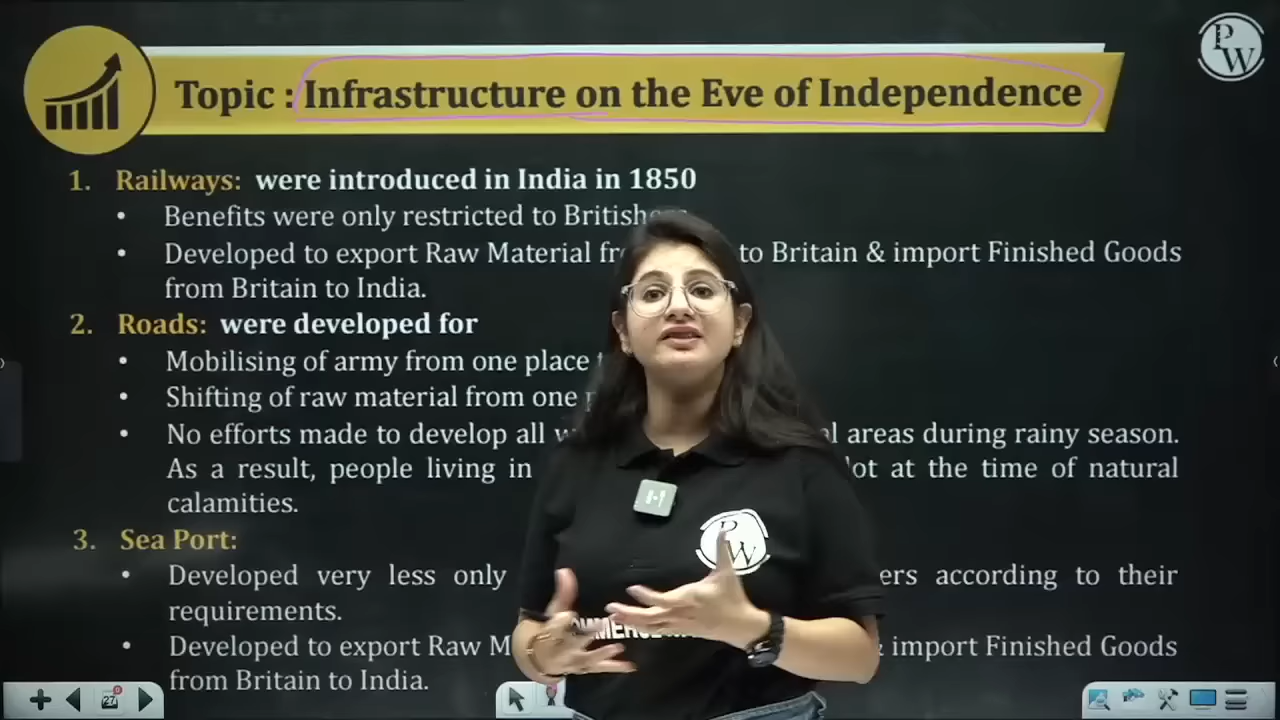 Topic : Infrastructure on the Eve of Independence
PW
1. Railways: were introduced in India in 1850
• Benefits were only restricted to
• Developed to export Raw Material to Britain & import Finished Goods
from Britain to India.
2. Roads: were developed for
• Mobilising of army from one place
• Shifting of raw material from one
• No efforts made to develop all areas during rainy season.
As a result, people living in lot at the time of natural
calamities.
3. Sea Port:
• Developed very less only according to their
requirements.
• Developed to export Raw & import Finished Goods
from Britain to India.
PW
27